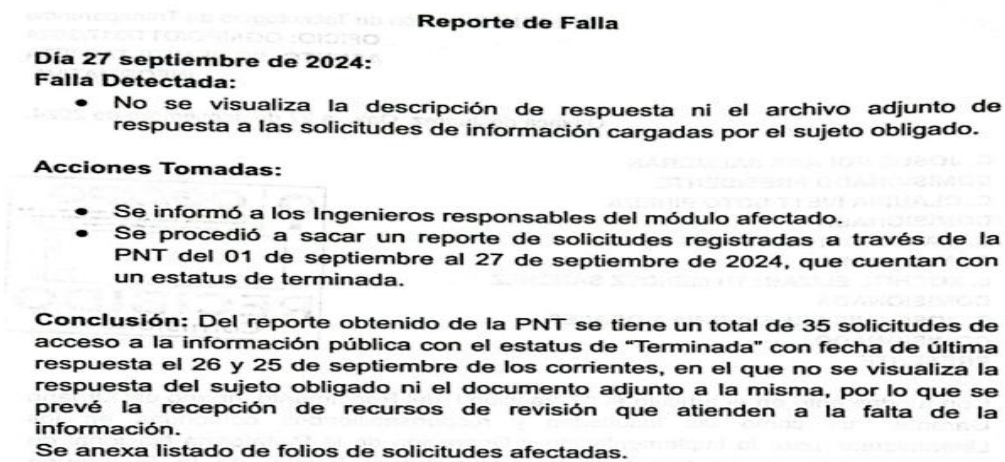 Reporte de Falla
Día 27 septiembre de 2024:
Falla Detectada:
• No se visualiza la descripción de respuesta ni el archivo adjunto de
respuesta a las solicitudes de información cargadas por el sujeto obligado.
Acciones Tomadas:
• Se informó a los Ingenieros responsables del módulo afectado.
• Se procedió a sacar un reporte de solicitudes registradas a través de la
PNT del 01 de septiembre al 27 de septiembre de 2024, que cuentan con
un estatus de terminada.
Conclusión: Del reporte obtenido de la PNT se tiene un total de 35 solicitudes de
acceso a la información pública con el estatus de “Terminada” con fecha de última
respuesta el 26 y 25 de septiembre de los corrientes, en el que no se visualiza la
respuesta del sujeto obligado ni el documento adjunto a la misma, por lo que se
prevé la recepción de recursos de revisión que atienden a la falta de la
información.
Se anexa listado de folios de solicitudes afectadas.